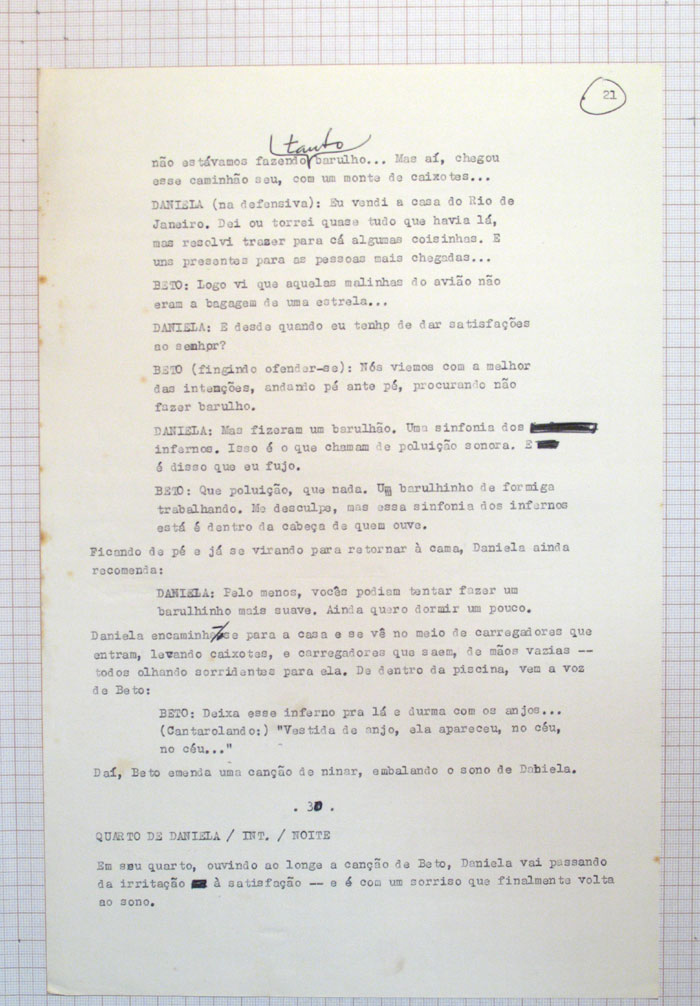 21
tanto
não estávamos fazendo barulho... Mas aí, chegou
esse caminhão seu, com um monte de caixotes...
DANIELA (na defensiva): Eu vendi a casa do Rio de
Janeiro. Dei ou torrei quase tudo que havia lá,
mas resolvi trazer para cá algumas coisinhas. E
uns presentes para as pessoas mais chegadas...
BETO: Logo vi que aquelas malinhas do avião não
eram a bagagem de uma estrela...
DANIELA: E desde quando eu tenho de dar satisfações
ao senhor?
BETO (fingindo ofender-se): Nós viemos com a melhor
das intenções, andando pé ante pé, procurando não
fazer barulho.
DANIELA: Mas fizeram um barulhão. Uma sinfonia dos
infernos. Isso é o que chamam de poluição sonora. E
é disso que eu fujo.
BETO: Que poluição, que nada. Um barulhinho de formiga
trabalhando. Me desculpe, mas essa sinfonia dos infernos
está é dentro da cabeça de quem ouve.
Ficando de pé e já se virando para retornar à cama, Daniela ainda
recomenda:
DANIELA: Pelo menos, vocês podiam tentar fazer um
barulhinho mais suave. Ainda quero dormir um pouco.
Daniela encaminha-se para a casa e se vê no meio de carregadores que
entram, levando caixotes, e carregadores que saem, de mãos vazias --
todos olhando sorridentes para ela. De dentro da piscina, vem a voz
de Beto:
BETO: Deixa esse inferno pra lá e durma com os anjos...
(Cantarolando:) "Vestida de anjo, ela apareceu, no céu,
no céu..."
Daí, Beto emenda uma canção de ninar, embalando o sono de Dabiela.
. 30 .
QUARTO DE DANIELA / INT. / NOITE
Em seu quarto, ouvindo ao longe a canção de Beto, Daniela vai passando
da irritação à satisfação -- e é com um sorriso que finalmente volta
ao sono.